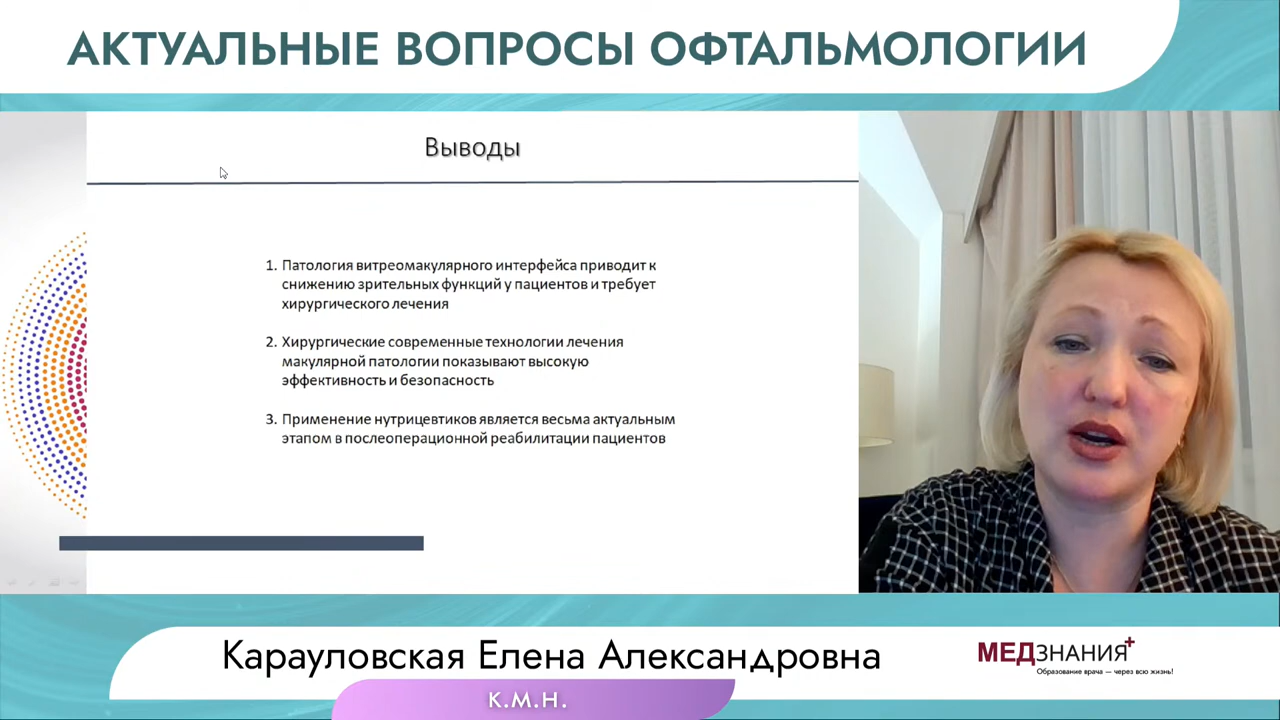 АКТУАЛЬНЫЕ ВОПРОСЫ ОФТАЛЬМОЛОГИИ
Выводы
1. Патология витреомакулярного интерфейса приводит к
снижению зрительных функций у пациентов и требует
хирургического лечения
2. Хирургические современные технологии лечения
макулярной патологии показывают высокую
эффективность и безопасность
3. Применение нутрицевтиков является весьма актуальным
этапом в послеоперационной реабилитации пациентов
Карауловская Елена Александровна
к.м.н.
МЕДЗНАНИЯ+
Образование врача — через всю жизнь!